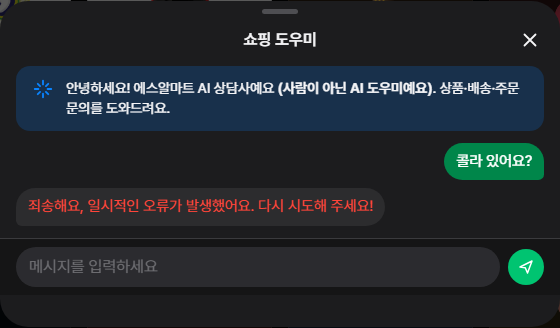 쇼핑 도우미
안녕하세요! 에스알마트 AI 상담사예요 (사람이 아닌 AI 도우미예요). 상품·배송·주문
문의를 도와드려요.
콜라 있어요?
죄송해요, 일시적인 오류가 발생했어요. 다시 시도해 주세요!
메시지를 입력하세요